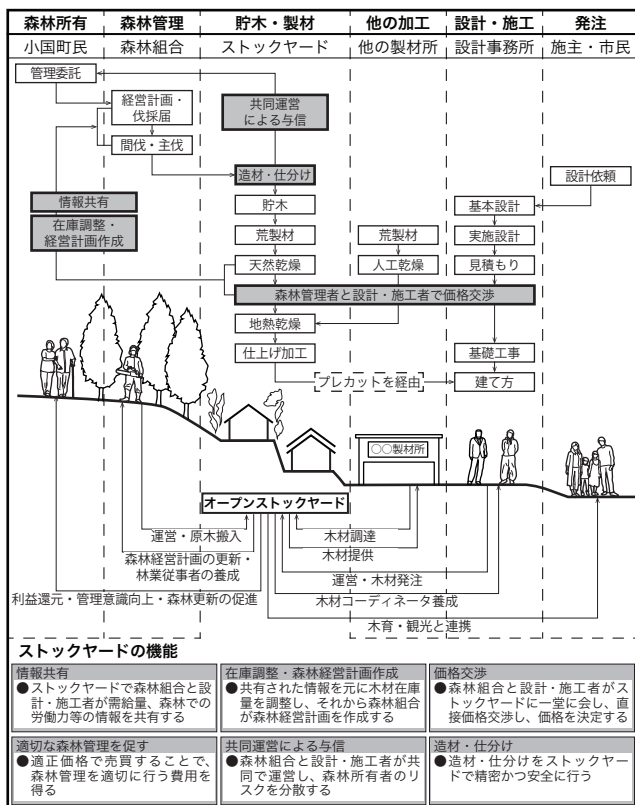 森林所有 森林管理 貯木・製材 他の加工 設計・施工 発注
小国町民 森林組合 ストックヤード 他の製材所 設計事務所 施主・市民
管理委託
経営計画・
伐採届
間伐・主伐
共同運営
による与信
造材・仕分け
設計依頼
情報共有
在庫調整・
経営計画作成
貯木
荒製材
天然乾燥
荒製材
人工乾燥
基本設計
実施設計
見積もり
森林管理者と設計・施工者で価格交渉
地熱乾燥
仕上げ加工
基礎工事
プレカットを経由
建て方
○○製材所
オープンストックヤード
運営・原木搬入
木材調達
森林経営計画の更新・
林業従事者の養成
木材提供
運営・木材発注
利益還元・管理意識向上・森林更新の促進
木材コーディネータ養成
木育・観光と連携
ストックヤードの機能
情報共有
●ストックヤードで森林組合と設
計・施工者が需給量、森林での
労働力等の情報を共有する
在庫調整・森林経営計画作成
●共有された情報を元に木材在庫
量を調整し、それから森林組合
が森林経営計画を作成する
価格交渉
●森林組合と設計・施工者がス
トックヤードに一堂に会し、直
接価格交渉し、価格を決定する
適切な森林管理を促す
●適正価格で売買することで、
森林管理を適切に行う費用を
得る
共同運営による与信
●森林組合と設計・施工者が共
同で運営し、森林所有者のリ
スクを分散する
造材・仕分け
●造材・仕分けをストックヤー
ドで精密かつ安全に行う